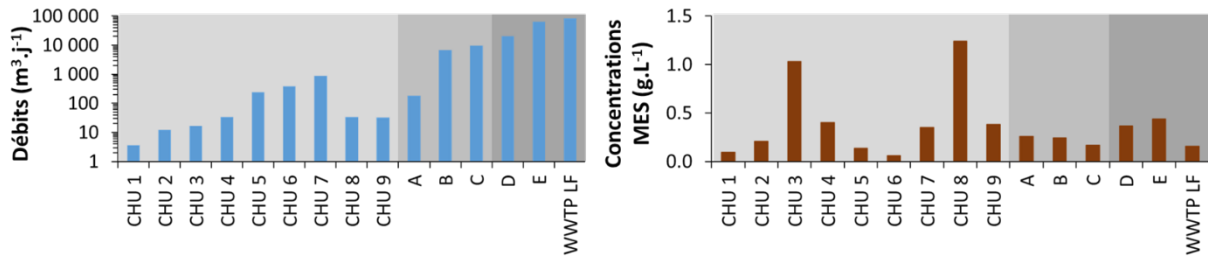 Débits (m³.j⁻¹)
100 000
10 000
1 000
100
10
1
CHU 1
CHU 2
CHU 3
CHU 4
CHU 5
CHU 6
CHU 7
CHU 8
CHU 9
A
B
C
D
E
WWTP LF
Concentrations
MES (g.L⁻¹)
1.5
1.0
0.5
0.0
CHU 1
CHU 2
CHU 3
CHU 4
CHU 5
CHU 6
CHU 7
CHU 8
CHU 9
A
B
C
D
E
WWTP LF